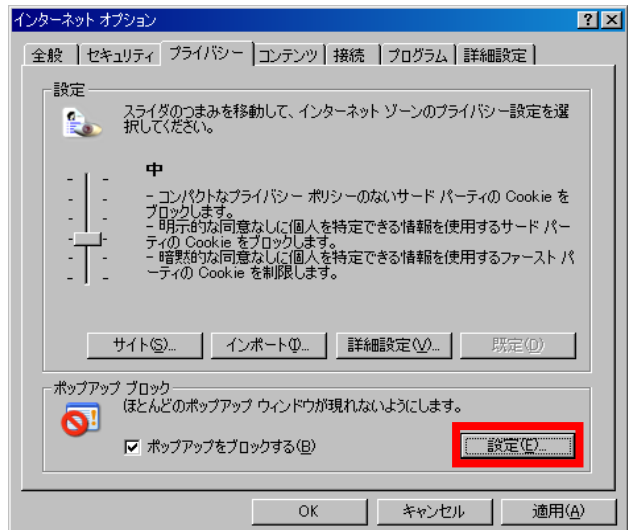 インターネット オプション
全般 セキュリティ プライバシー コンテンツ 接続 プログラム 詳細設定
設定
スライダのつまみを移動して、インターネット ゾーンのプライバシー設定を選
択してください。
中
- コンパクトなプライバシー ポリシーのないサード パーティの Cookie を
ブロックします。
- 明示的な同意なしに個人を特定できる情報を使用するサード パー
ティの Cookie をブロックします。
- 暗黙的な同意なしに個人を特定できる情報を使用するファースト パ
ーティの Cookie を制限します。
サイト(S)... インポート(I)... 詳細設定(V)... 既定(D)
ポップアップ ブロック
ほとんどのポップアップ ウィンドウが現れないようにします。
ポップアップをブロックする(B) 設定(E)...
OK キャンセル 適用(A)